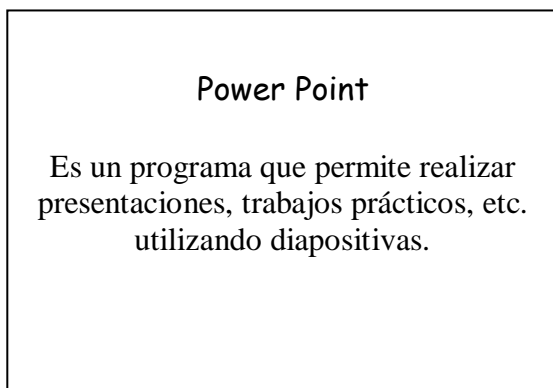 Power Point
Es un programa que permite realizar
presentaciones, trabajos prácticos, etc.
utilizando diapositivas.